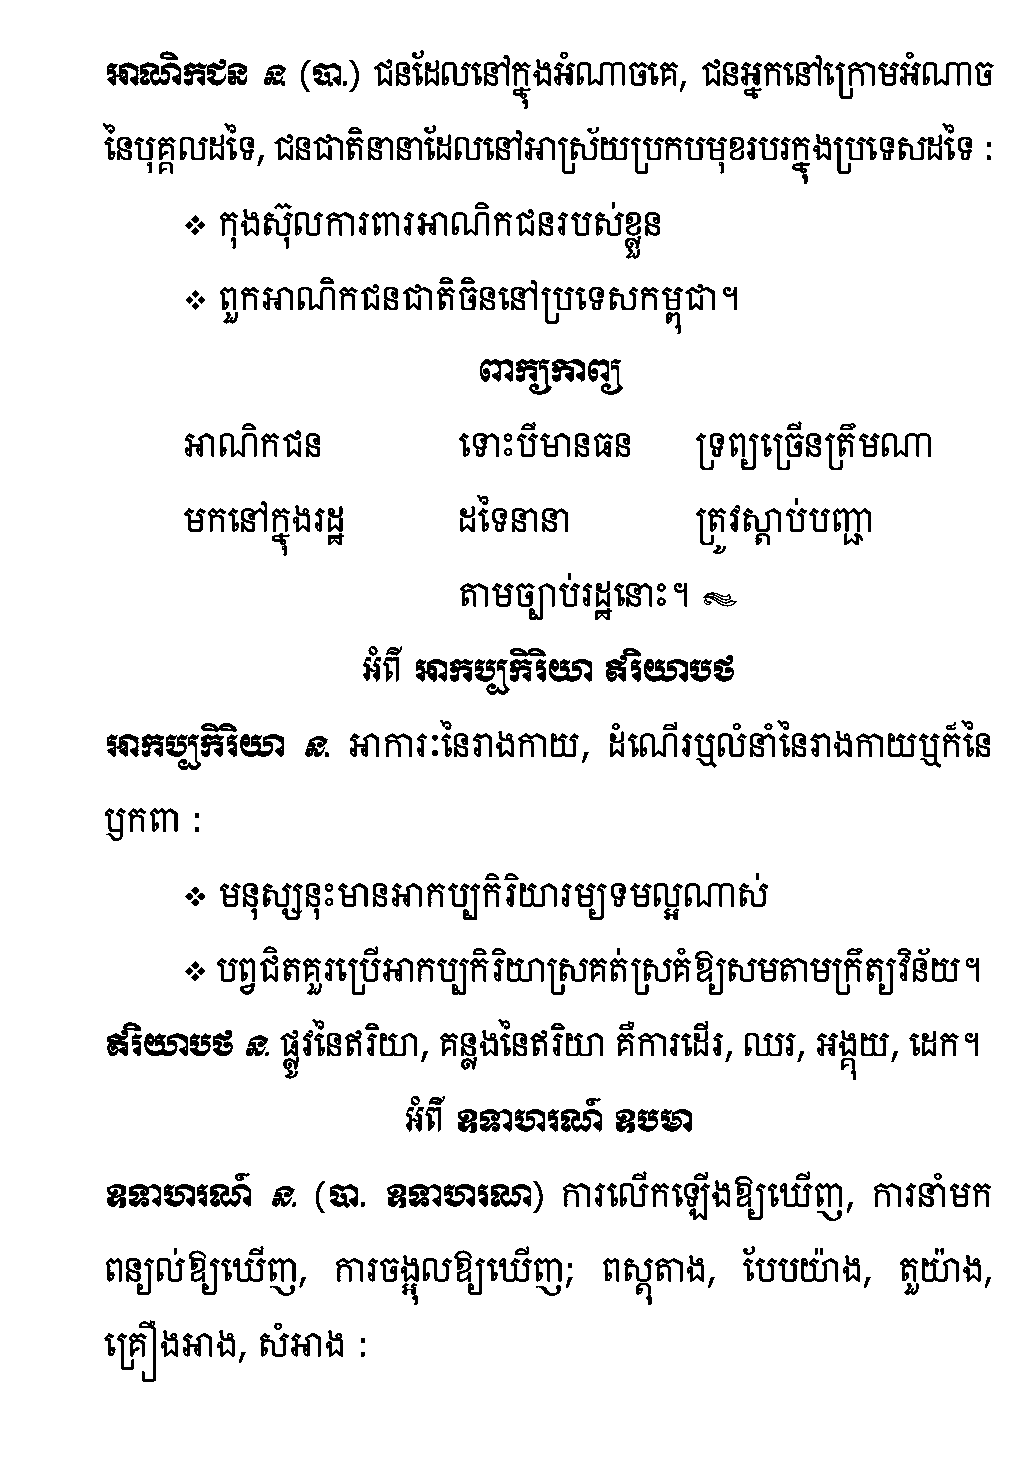 អាណិកជន ន (បា.) ជនដែលនៅក្នុងអំណាចគេ, ជនអ្នកនៅក្រោមអំណាច
នៃបុគ្គលដទៃ, ជនជាតិនានាដែលនៅអាស្រ័យប្រកបមុខរបរក្នុងប្រទេសដទៃ :
❖ កុងស៊ុលការពារអាណិកជនរបស់ខ្លួន
❖ ពួកអាណិកជនជាតិចិននៅប្រទេសកម្ពុជា។
ពាក្យកាព្យ
អាណិកជន ទោះបីមានធន ទ្រព្យច្រើនត្រឹមណា
មកនៅក្នុងរដ្ឋ ដទៃនានា ត្រូវស្ដាប់បញ្ជា
តាមច្បាប់រដ្ឋនោះ។
អំពី អាកប្បកិរិយា ឥរិយាបថ
អាកប្បកិរិយា ន. អាការៈនៃរាងកាយ, ដំណើរឬលំនាំនៃរាងកាយឬក៏នៃ
ឫកពា :
❖ មនុស្សនុះមានអាកប្បកិរិយារម្យទមល្អណាស់
❖ បព្វជិតគួរប្រើអាកប្បកិរិយាស្រគត់ស្រគំឱ្យសមតាមក្រឹត្យវិន័យ។
ឥរិយាបថ ន. ផ្លូវនៃឥរិយា, គន្លងនៃឥរិយា គឺការដើរ, ឈរ, អង្គុយ, ដេក។
អំពី ឧទាហរណ៍ ឧបមា
ឧទាហរណ៍ ន. (បា. ឧទាហរណ) ការលើកឡើងឱ្យឃើញ, ការនាំមក
ពន្យល់ឱ្យឃើញ, ការចង្អុលឱ្យឃើញ; ពស្ដុតាង, បែបយ៉ាង, តួយ៉ាង,
គ្រឿងអាង, សំអាង :